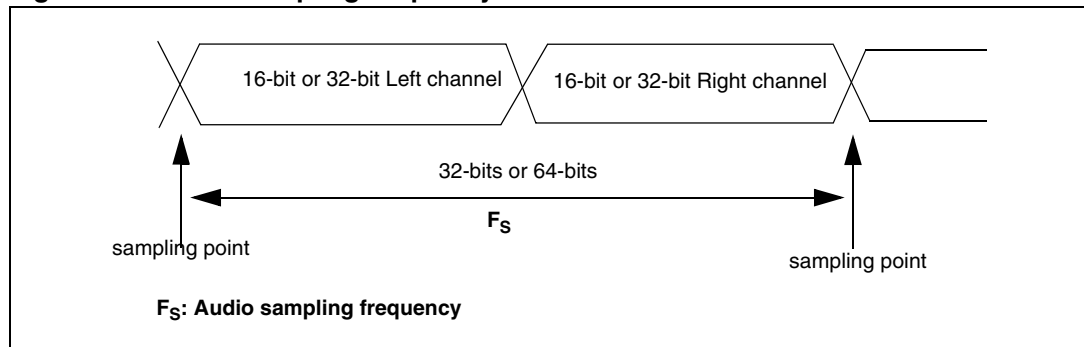 16-bit or 32-bit Left channel
16-bit or 32-bit Right channel
32-bits or 64-bits
FS
sampling point
sampling point
FS: Audio sampling frequency